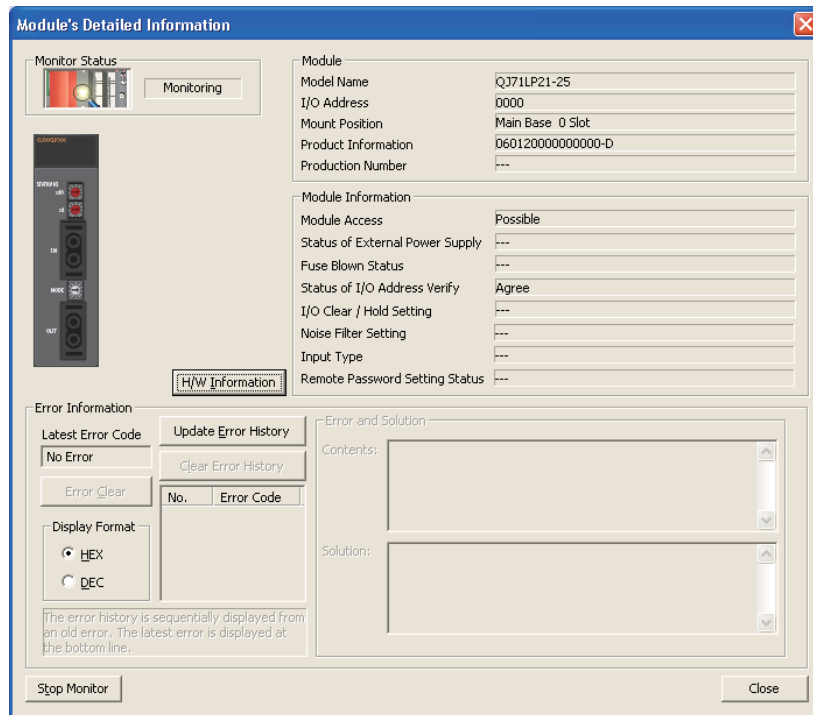 Module's Detailed Information
Monitor Status
Monitoring
Module
Model Name QJ71LP21-25
I/O Address 0000
Mount Position Main Base 0 Slot
Product Information 060120000000000-D
Production Number ---
STATION NO.
IN
MODE
OUT
Module Information
Module Access Possible
Status of External Power Supply ---
Fuse Blown Status ---
Status of I/O Address Verify Agree
I/O Clear / Hold Setting ---
Noise Filter Setting ---
Input Type ---
Remote Password Setting Status ---
H/W Information
Error Information
Latest Error Code
No Error
Error Clear
Update Error History
Clear Error History
No. Error Code
Display Format
HEX
DEC
The error history is sequentially displayed from
an old error. The latest error is displayed at
the bottom line.
Error and Solution
Contents:
Solution:
Stop Monitor
Close